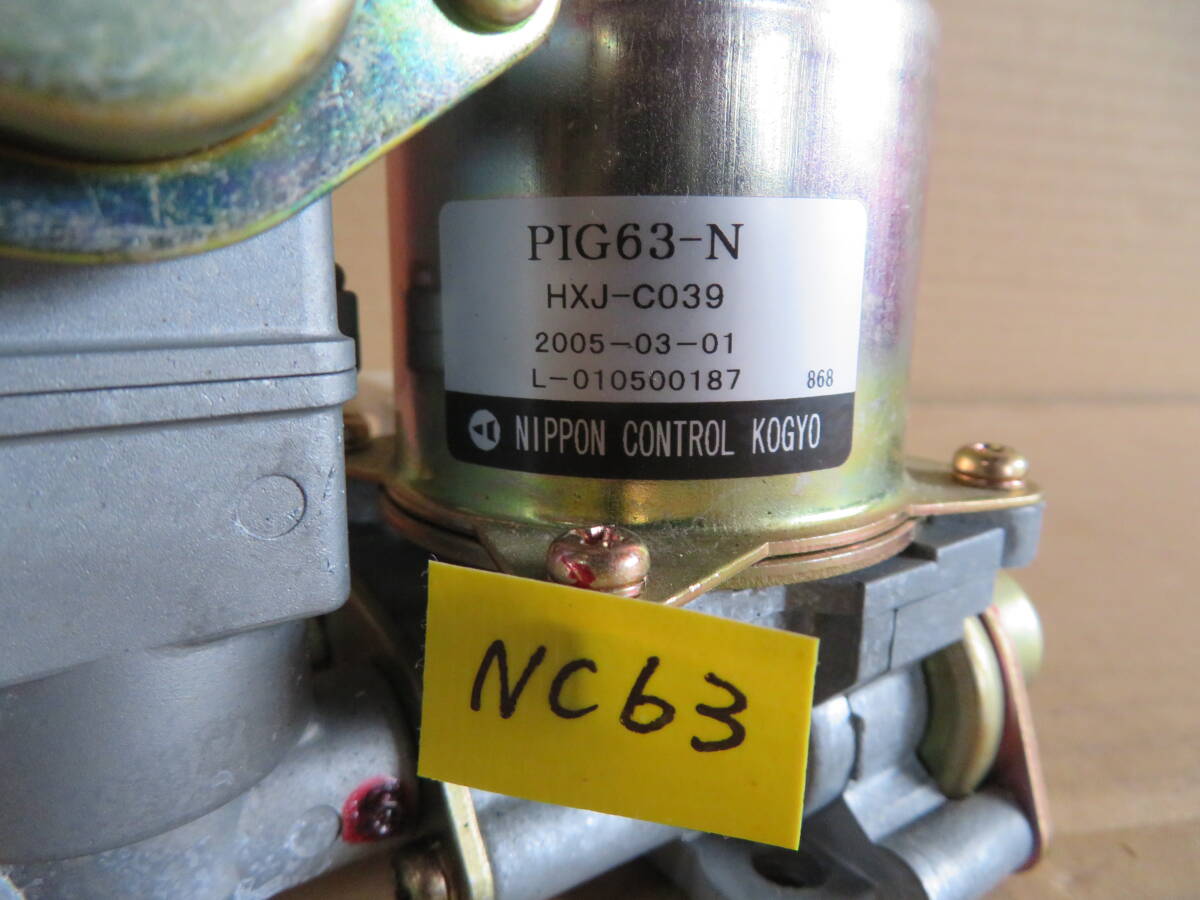 PIG63-N
HXJ-C039
2005-03-01
L-010500187 868
NIPPON CONTROL KOGYO
NC63